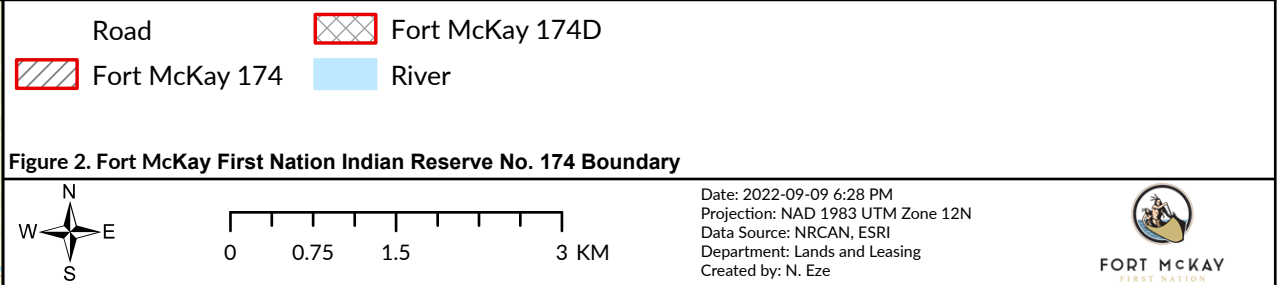 Road
Fort McKay 174D
Fort McKay 174
River
Figure 2. Fort McKay First Nation Indian Reserve No. 174 Boundary
N
W E
S
0 0.75 1.5 3 KM
Date: 2022-09-09 6:28 PM
Projection: NAD 1983 UTM Zone 12N
Data Source: NRCAN, ESRI
Department: Lands and Leasing
Created by: N. Eze
FORT McKAY
FIRST NATION